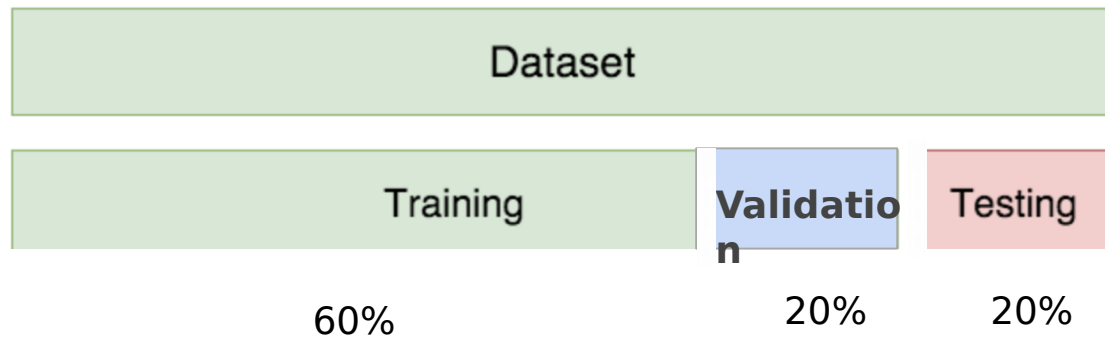 Dataset
Training
Validatio
n
Testing
60%
20%
20%